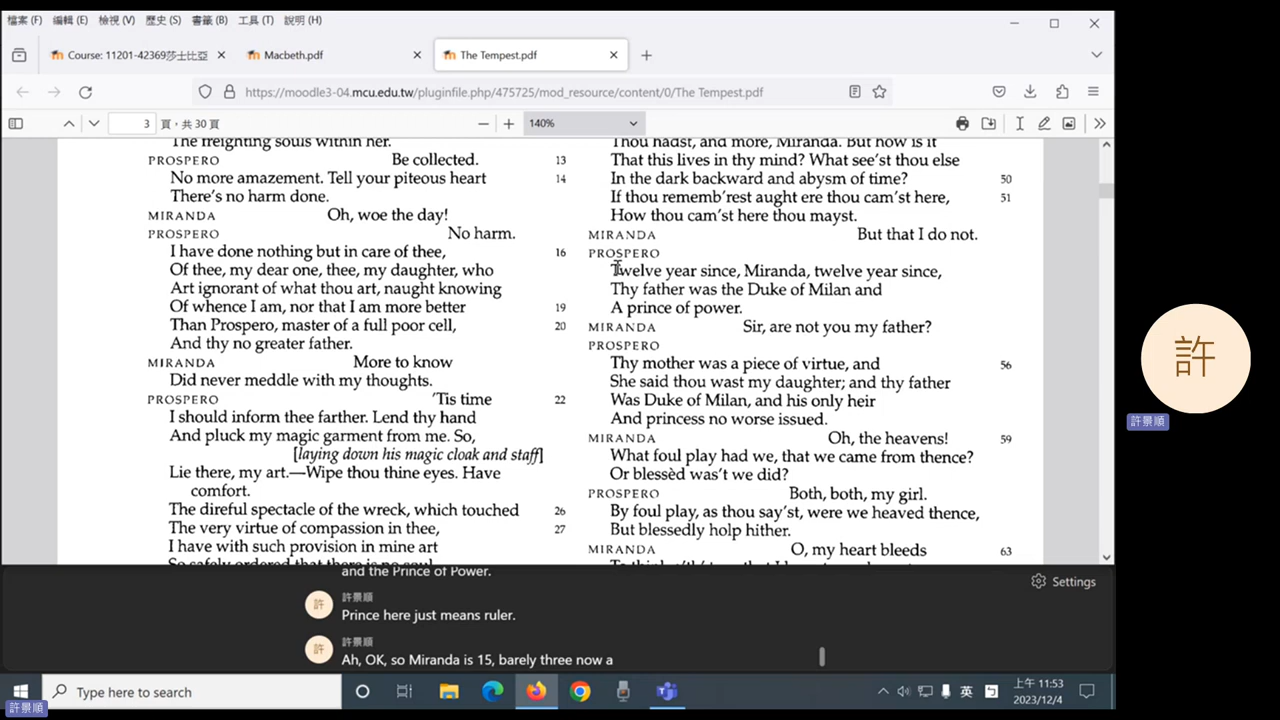 檔案 (F) 編輯 (E) 檢視 (V) 歷史 (S) 書籤 (B) 工具 (T) 說明 (H)
Course: 11201-42369莎士比亞
Macbeth.pdf
The Tempest.pdf
https://moodle3-04.mcu.edu.tw/pluginfile.php/475725/mod_resource/content/0/The Tempest.pdf
3 頁，共 30 頁
140%
The freighting souls within her.
PROSPERO Be collected. 13
No more amazement. Tell your piteous heart 14
There's no harm done.
MIRANDA Oh, woe the day!
PROSPERO No harm.
I have done nothing but in care of thee, 16
Of thee, my dear one, thee, my daughter, who
Art ignorant of what thou art, naught knowing
Of whence I am, nor that I am more better 19
Than Prospero, master of a full poor cell, 20
And thy no greater father.
MIRANDA More to know
Did never meddle with my thoughts.
PROSPERO 'Tis time 22
I should inform thee farther. Lend thy hand
And pluck my magic garment from me. So,
[laying down his magic cloak and staff]
Lie there, my art.—Wipe thou thine eyes. Have
comfort.
The direful spectacle of the wreck, which touched 26
The very virtue of compassion in thee, 27
I have with such provision in mine art
So safely ordered that there is no soul
Thou hadst, and more, Miranda. But how is it
That this lives in thy mind? What see'st thou else
In the dark backward and abysm of time? 50
If thou rememb'rest aught ere thou cam'st here, 51
How thou cam'st here thou mayst.
MIRANDA But that I do not.
PROSPERO
Twelve year since, Miranda, twelve year since,
Thy father was the Duke of Milan and
A prince of power.
MIRANDA Sir, are not you my father?
PROSPERO
Thy mother was a piece of virtue, and 56
She said thou wast my daughter; and thy father
Was Duke of Milan, and his only heir
And princess no worse issued.
MIRANDA Oh, the heavens! 59
What foul play had we, that we came from thence?
Or blessèd was't we did?
PROSPERO Both, both, my girl.
By foul play, as thou say'st, were we heaved thence,
But blessedly holp hither.
MIRANDA O, my heart bleeds 63
許
許景順
and the Prince of Power.
Settings
許
許景順
Prince here just means ruler.
許
許景順
Ah, OK, so Miranda is 15, barely three now a
Type here to search
英
上午 11:53
2023/12/4
許景順